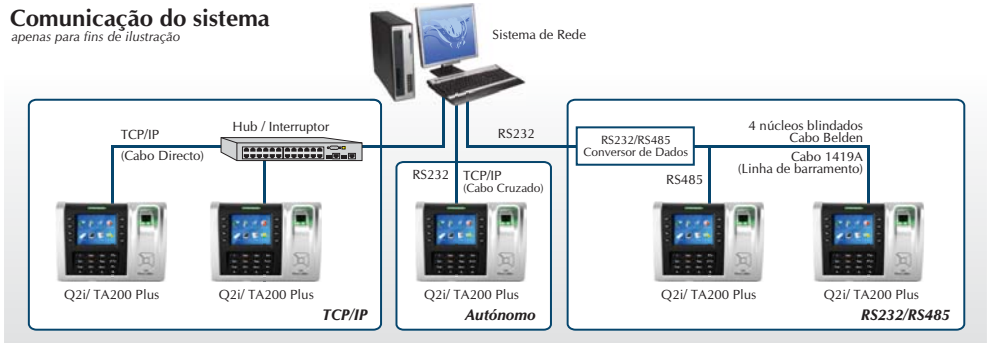 Comunicação do sistema
apenas para fins de ilustração
Sistema de Rede
TCP/IP
(Cabo Directo)
Hub / Interruptor
Q2i/ TA200 Plus
Q2i/ TA200 Plus
TCP/IP
RS232
TCP/IP
(Cabo Cruzado)
Q2i/ TA200 Plus
Autónomo
RS232
RS232/RS485
Conversor de Dados
4 núcleos blindados
Cabo Belden
Cabo 1419A
(Linha de barramento)
RS485
Q2i/ TA200 Plus
Q2i/ TA200 Plus
RS232/RS485